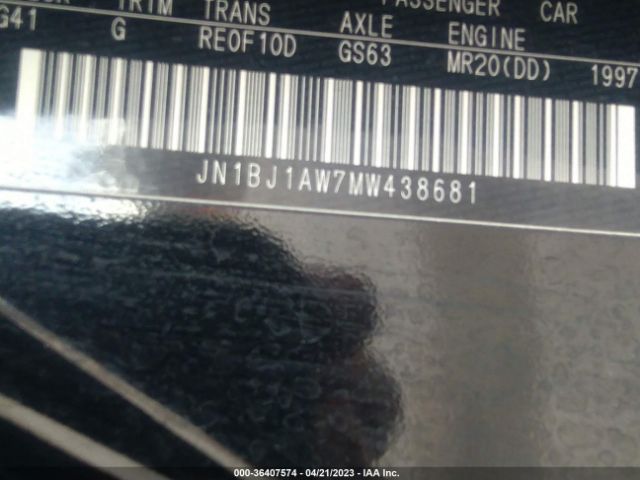 TRIM TRANS AXLE PASSENGER CAR ENGINE
G41 G RE0F10D GS63 MR20(DD) 1997
JN1BJ1AW7MW438681
000-36407574 - 04/21/2023 - IAA Inc.